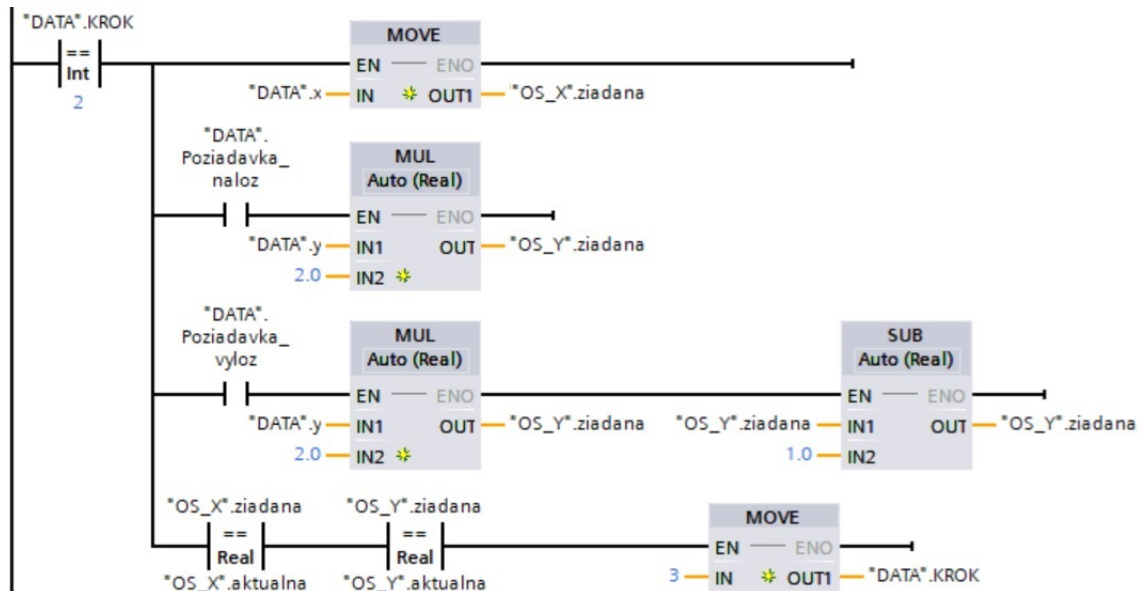 "DATA".KROK
==
Int
2
MOVE
EN ENO
"DATA".x IN OUT1 "OS_X".ziadana
"DATA".
Poziadavka_
naloz
MUL
Auto (Real)
EN ENO
"DATA".y IN1 OUT "OS_Y".ziadana
2.0 IN2
"DATA".
Poziadavka_
vyloz
MUL
Auto (Real)
SUB
Auto (Real)
EN ENO EN ENO
"DATA".y IN1 OUT "OS_Y".ziadana "OS_Y".ziadana IN1 OUT "OS_Y".ziadana
2.0 IN2 1.0 IN2
"OS_X".ziadana "OS_Y".ziadana
== ==
Real Real
"OS_X".aktualna "OS_Y".aktualna
MOVE
EN ENO
3 IN OUT1 "DATA".KROK